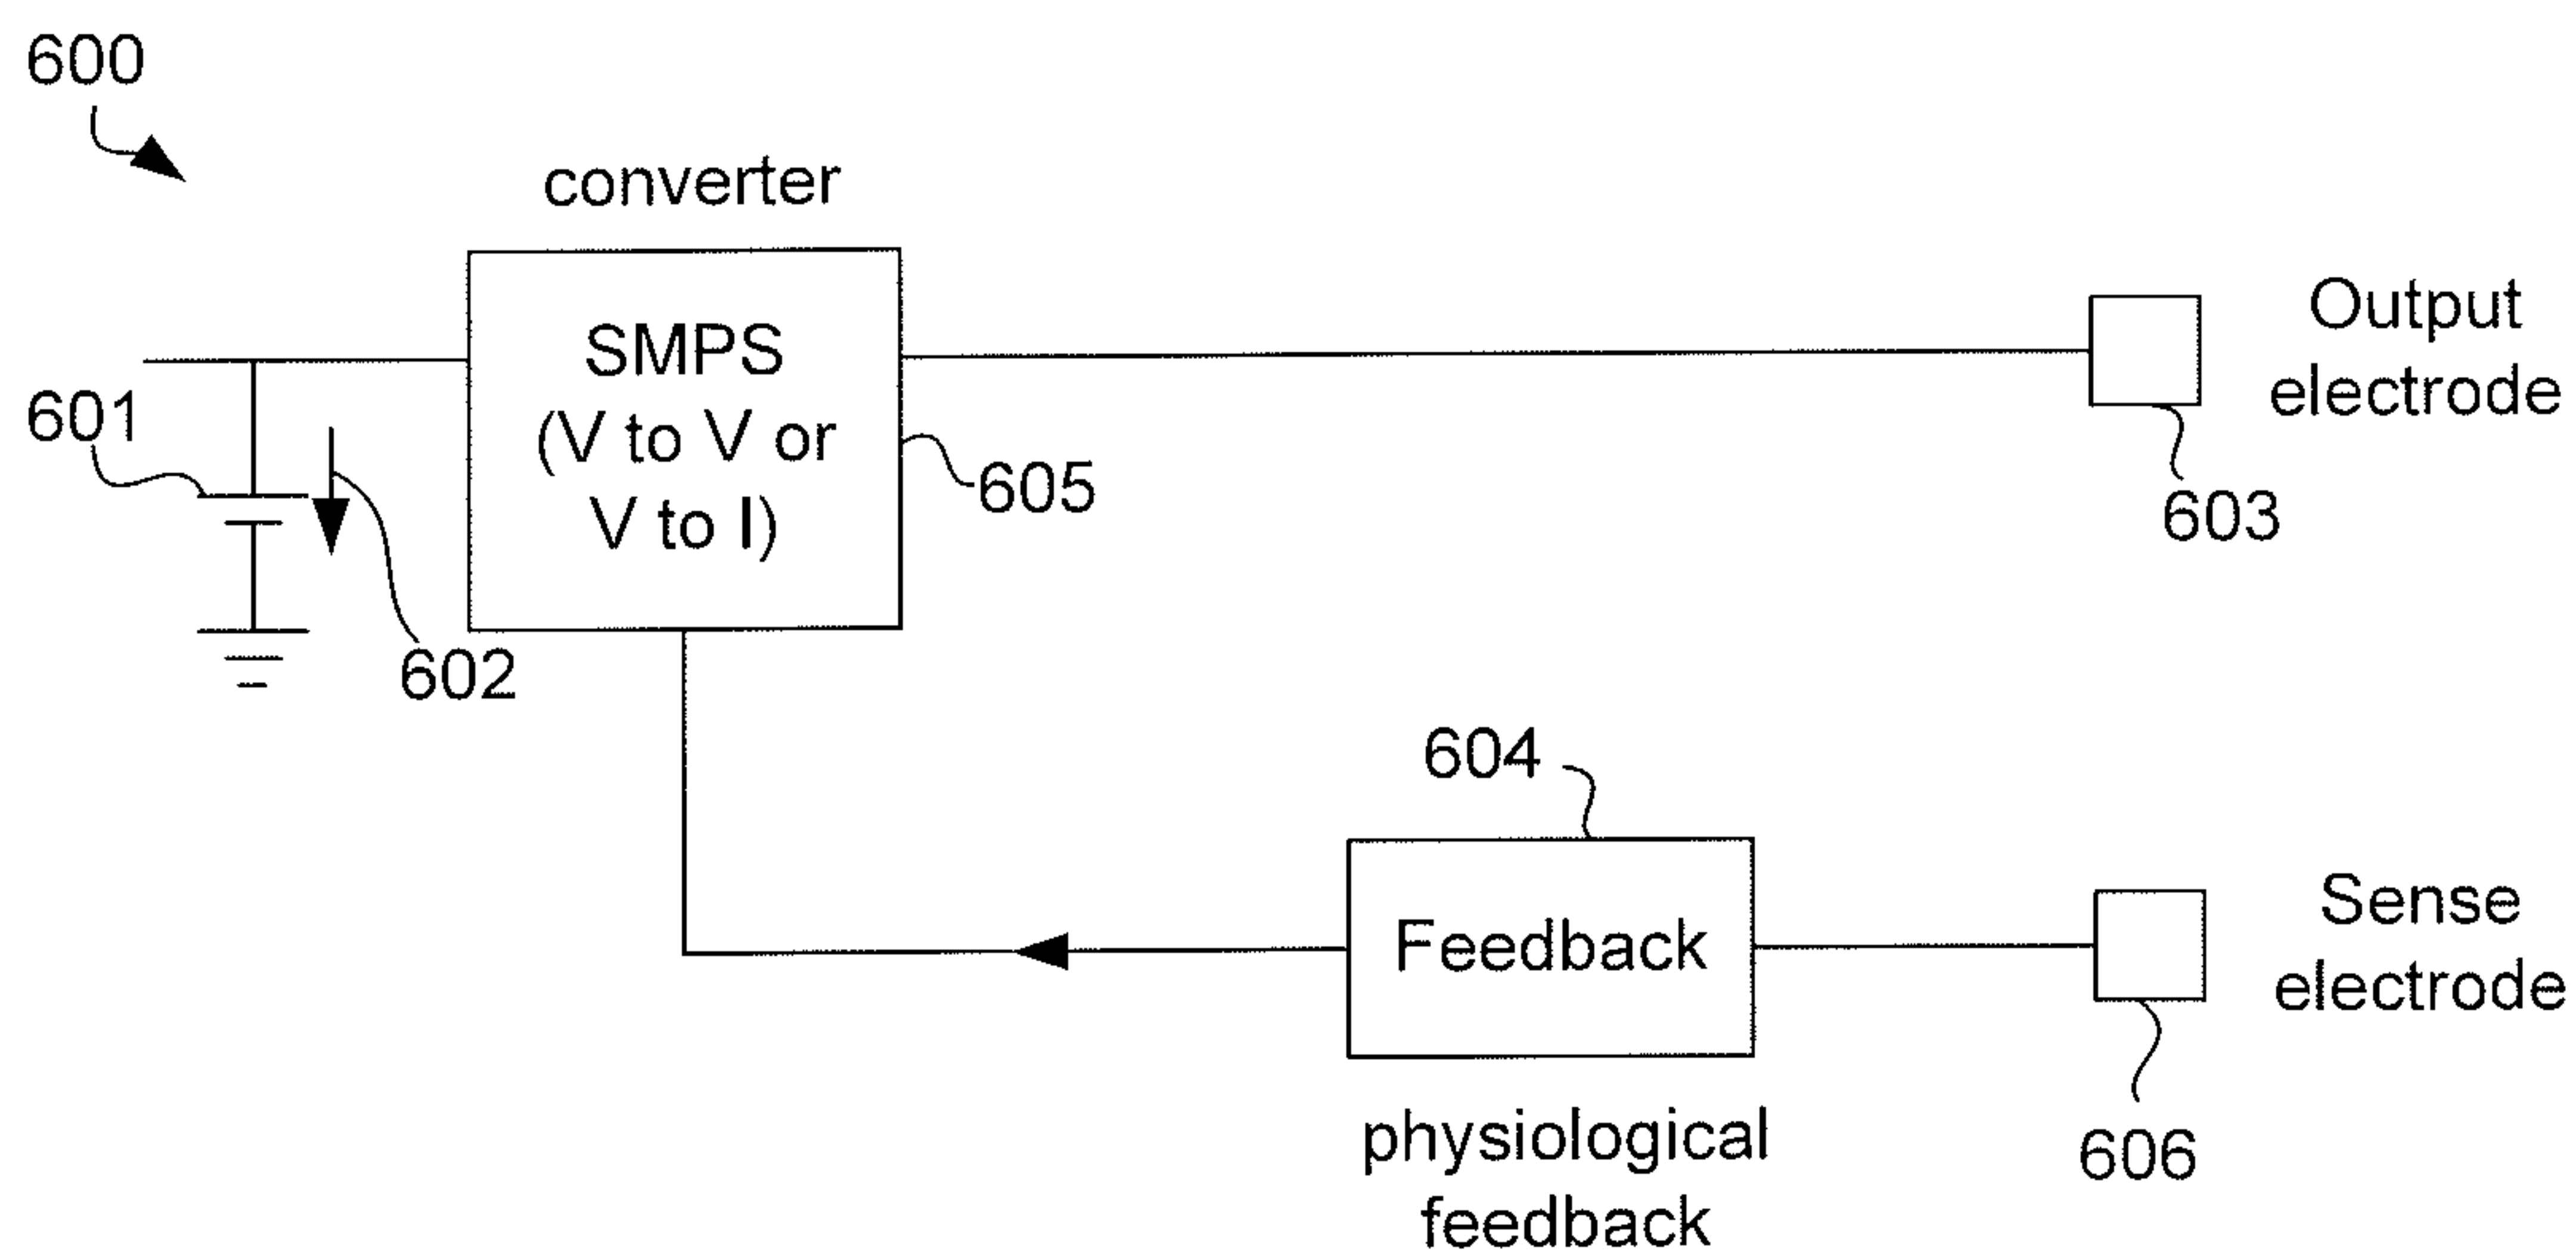 600
converter
SMPS
(V to V or
V to I)
601
602
605
Output
electrode
603
604
Feedback
physiological
feedback
Sense
electrode
606